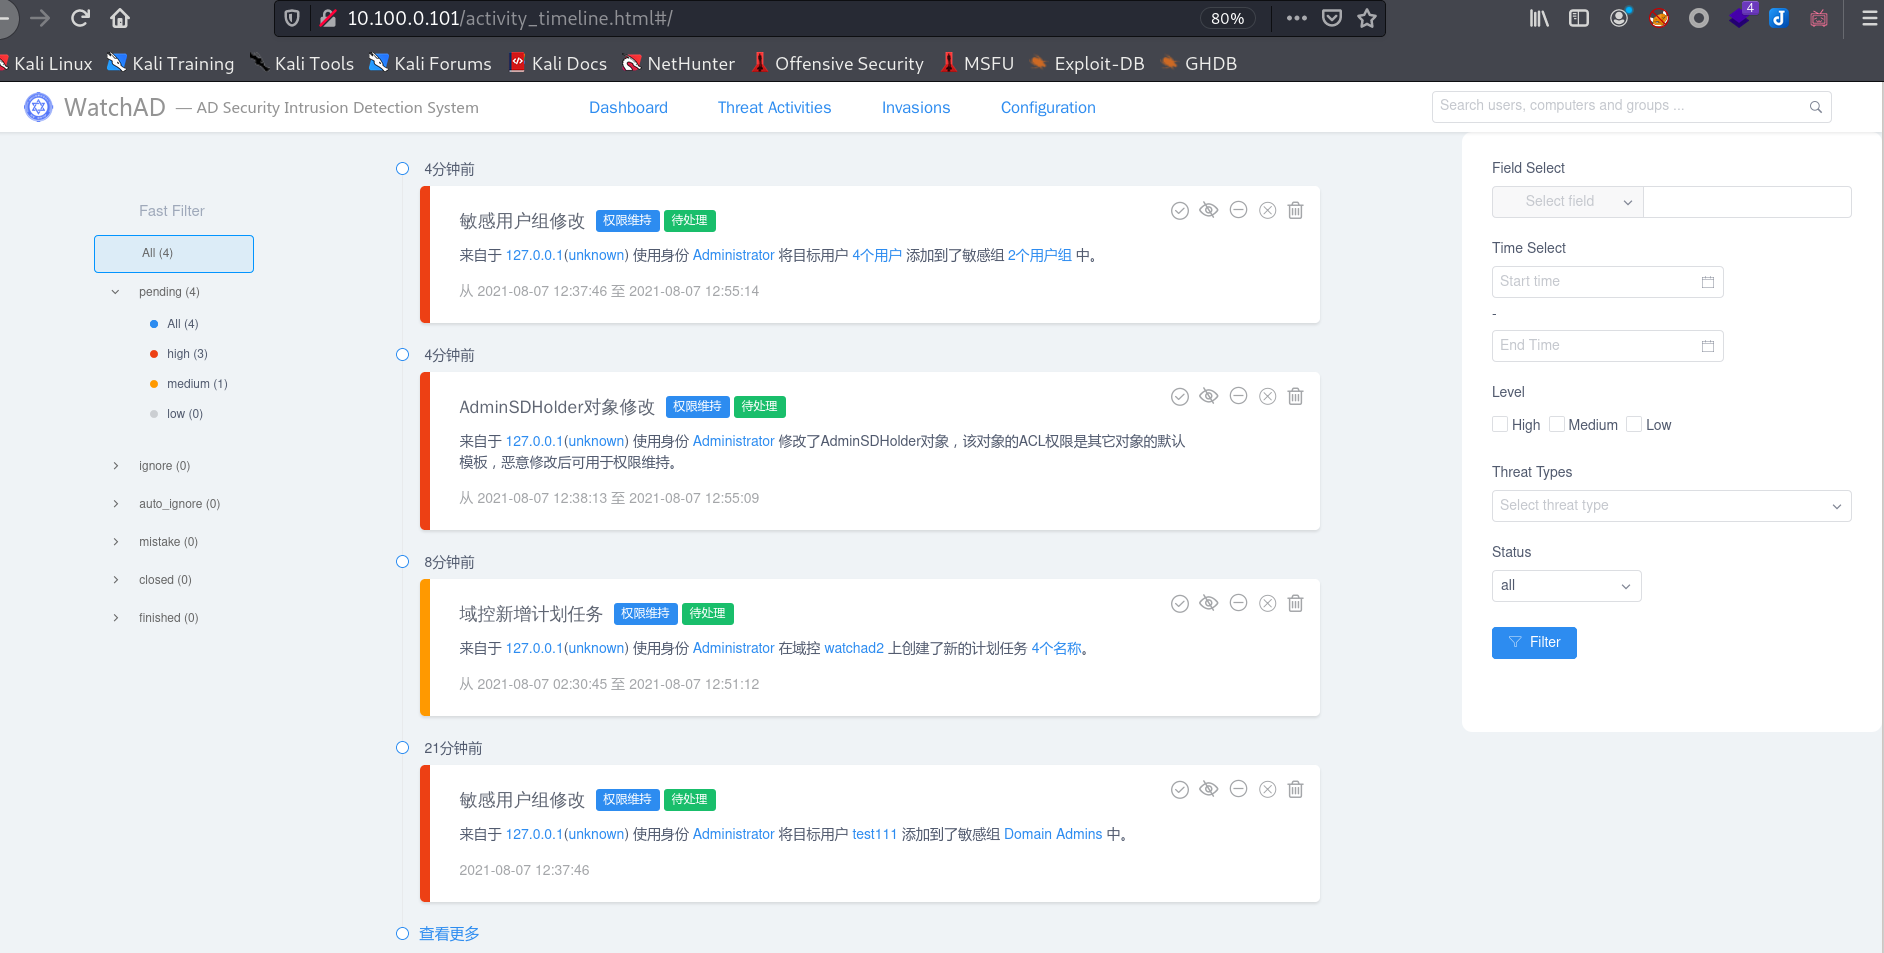 10.100.0.101/activity_timeline.html#/
80%
4
Kali Linux Kali Training Kali Tools Kali Forums Kali Docs NetHunter Offensive Security MSFU Exploit-DB GHDB
WatchAD — AD Security Intrusion Detection System
Dashboard Threat Activities Invasions Configuration
Search users, computers and groups ...
Fast Filter
All (4)
pending (4)
All (4)
high (3)
medium (1)
low (0)
ignore (0)
auto_ignore (0)
mistake (0)
closed (0)
finished (0)
4分钟前
敏感用户组修改 权限维持 待处理
来自于 127.0.0.1(unknown) 使用身份 Administrator 将目标用户 4个用户 添加到了敏感组 2个用户组 中。
从 2021-08-07 12:37:46 至 2021-08-07 12:55:14
4分钟前
AdminSDHolder对象修改 权限维持 待处理
来自于 127.0.0.1(unknown) 使用身份 Administrator 修改了AdminSDHolder对象，该对象的ACL权限是其它对象的默认
模板，恶意修改后可用于权限维持。
从 2021-08-07 12:38:13 至 2021-08-07 12:55:09
8分钟前
域控新增计划任务 权限维持 待处理
来自于 127.0.0.1(unknown) 使用身份 Administrator 在域控 watchad2 上创建了新的计划任务 4个名称。
从 2021-08-07 02:30:45 至 2021-08-07 12:51:12
21分钟前
敏感用户组修改 权限维持 待处理
来自于 127.0.0.1(unknown) 使用身份 Administrator 将目标用户 test111 添加到了敏感组 Domain Admins 中。
2021-08-07 12:37:46
查看更多
Field Select
Select field
Time Select
Start time
-
End Time
Level
High Medium Low
Threat Types
Select threat type
Status
all
Filter